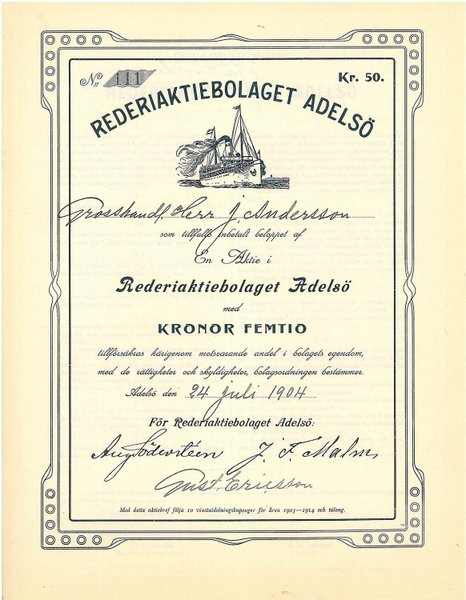 No 111
Kr. 50.
REDERIAKTIEBOLAGET ADELSÖ
Grosshandl. Herr J. Andersson
som tillfullo inbetalt beloppet af
En Aktie i
Rederiaktiebolaget Adelsö
med
KRONOR FEMTIO
tillförsäkras härigenom motsvarande andel i bolagets egendom,
med de rättigheter och skyldigheter, bolagsordningen bestämmer.
Adelsö den 24 juli 1904
För Rederiaktiebolaget Adelsö:
J. F. Malm
Gust. Ericsson
Med detta aktiebref följa 10 vinstutdelningskuponger för åren 1905–1914 och talong.